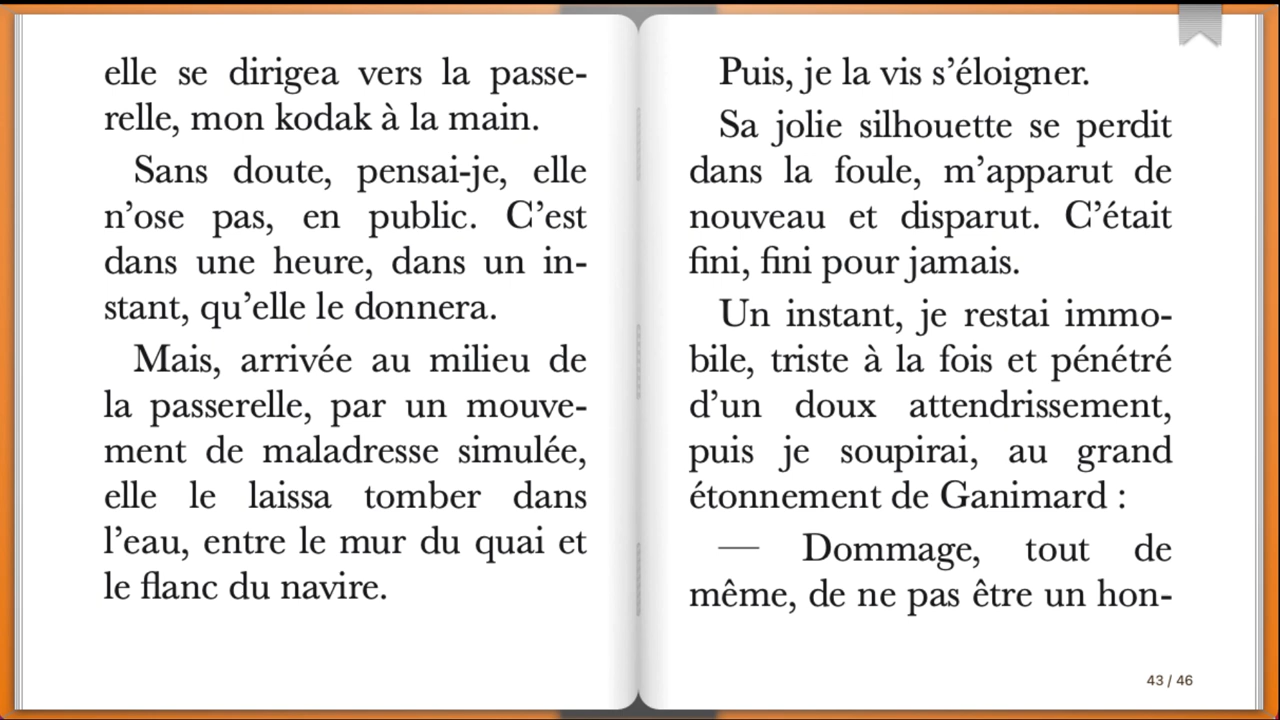 elle se dirigea vers la passe-
relle, mon kodak à la main.
Sans doute, pensai-je, elle
n’ose pas, en public. C’est
dans une heure, dans un in-
stant, qu’elle le donnera.
Mais, arrivée au milieu de
la passerelle, par un mouve-
ment de maladresse simulée,
elle le laissa tomber dans
l’eau, entre le mur du quai et
le flanc du navire.
Puis, je la vis s’éloigner.
Sa jolie silhouette se perdit
dans la foule, m’apparut de
nouveau et disparut. C’était
fini, fini pour jamais.
Un instant, je restai immo-
bile, triste à la fois et pénétré
d’un doux attendrissement,
puis je soupirai, au grand
étonnement de Ganimard :
— Dommage, tout de
même, de ne pas être un hon-
43 / 46